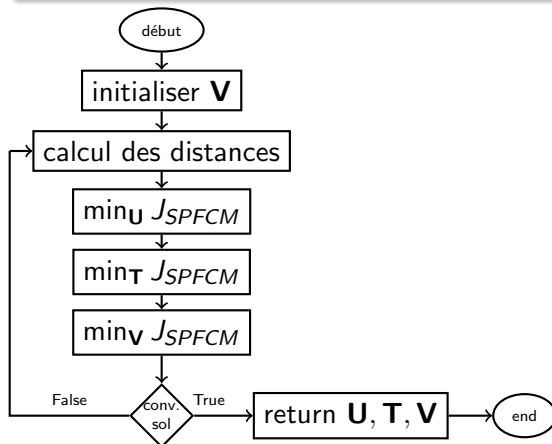 début
initialiser V
calcul des distances
min_U J_SPFCM
min_T J_SPFCM
min_V J_SPFCM
False
conv.
sol
True
return U, T, V
end